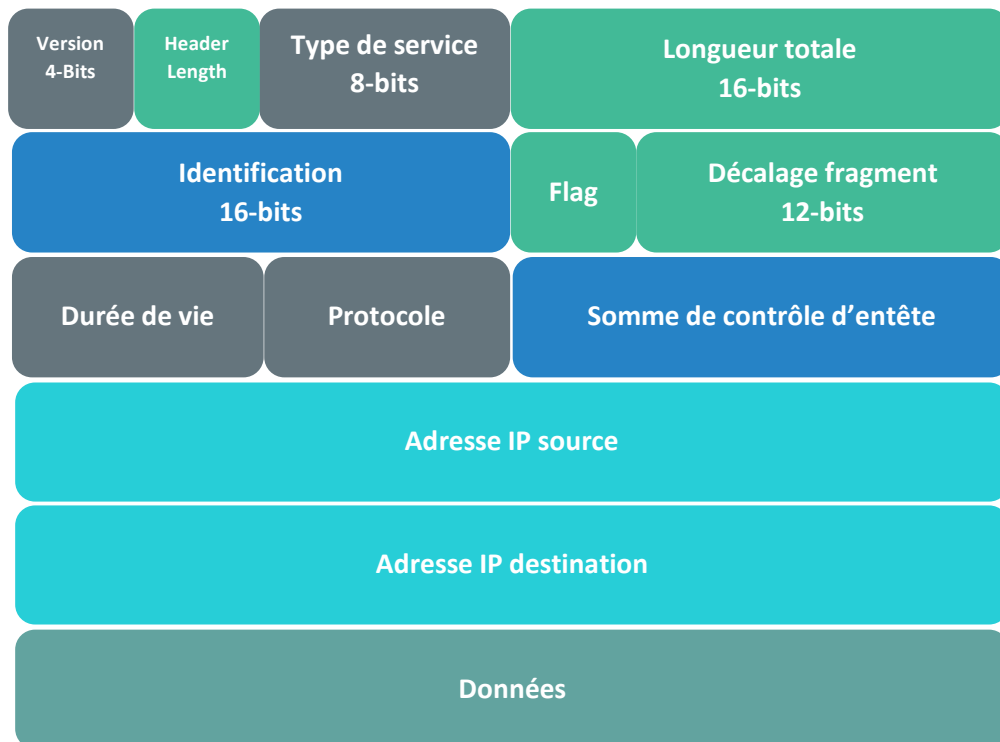 Version
4-Bits
Header
Length
Type de service
8-bits
Longueur totale
16-bits
Identification
16-bits
Flag
Décalage fragment
12-bits
Durée de vie
Protocole
Somme de contrôle d'entête
Adresse IP source
Adresse IP destination
Données